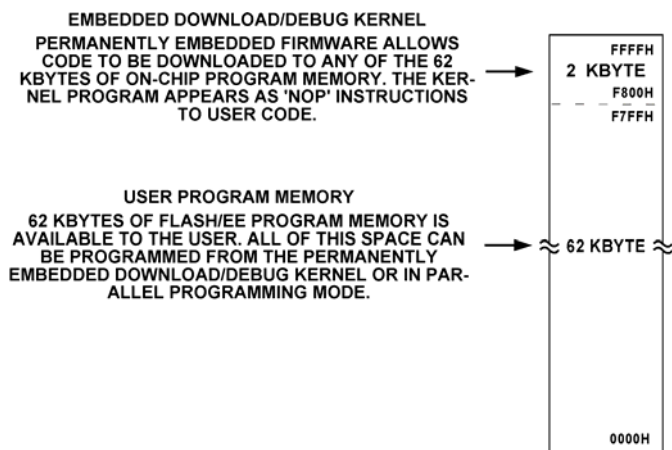 EMBEDDED DOWNLOAD/DEBUG KERNEL
PERMANENTLY EMBEDDED FIRMWARE ALLOWS
CODE TO BE DOWNLOADED TO ANY OF THE 62
KBYTES OF ON-CHIP PROGRAM MEMORY. THE KER-
NEL PROGRAM APPEARS AS 'NOP' INSTRUCTIONS
TO USER CODE.
FFFFH
2 KBYTE
F800H
F7FFH
USER PROGRAM MEMORY
62 KBYTES OF FLASH/EE PROGRAM MEMORY IS
AVAILABLE TO THE USER. ALL OF THIS SPACE CAN
BE PROGRAMMED FROM THE PERMANENTLY
EMBEDDED DOWNLOAD/DEBUG KERNEL OR IN PAR-
ALLEL PROGRAMMING MODE.
62 KBYTE
0000H